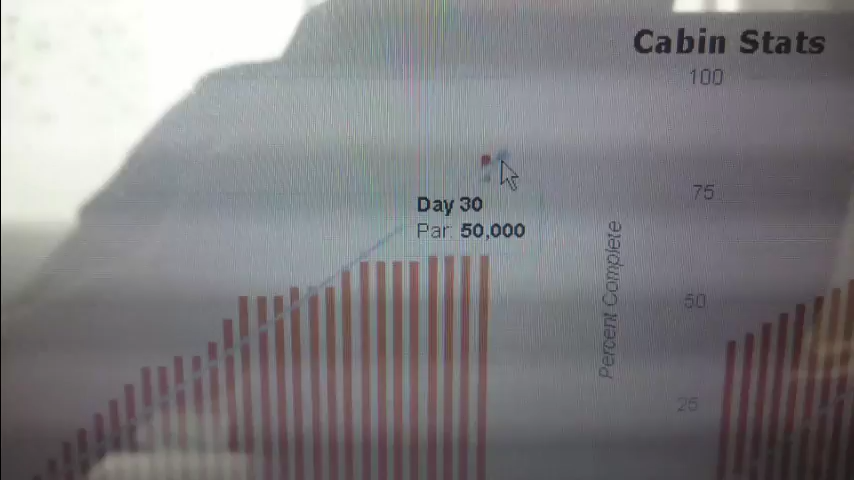 Cabin Stats
100
Day 30
Par: 50,000
75
50
25
Percent Complete